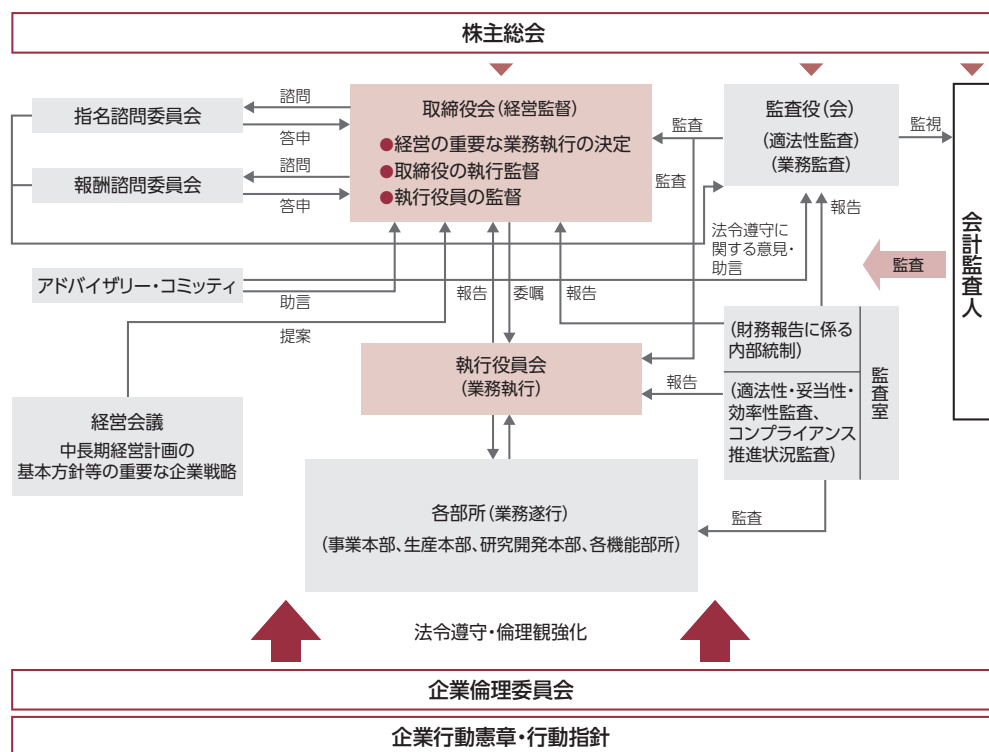 株主総会
指名諮問委員会
諮問
答申
報酬諮問委員会
諮問
答申
取締役会(経営監督)
●経営の重要な業務執行の決定
●取締役の執行監督
●執行役員の監督
監査
監査
監査役(会)
(適法性監査)
(業務監査)
監視
会計監査人
監査
報告
法令遵守に
関する意見・
助言
アドバイザリー・コミッティ
助言
提案
報告
委嘱
報告
執行役員会
(業務執行)
報告
(財務報告に係る
内部統制)
(適法性・妥当性・
効率性監査、
コンプライアンス
推進状況監査)
監査室
経営会議
中長期経営計画の
基本方針等の重要な企業戦略
各部所(業務遂行)
(事業本部、生産本部、研究開発本部、各機能部所)
監査
法令遵守・倫理観強化
企業倫理委員会
企業行動憲章・行動指針